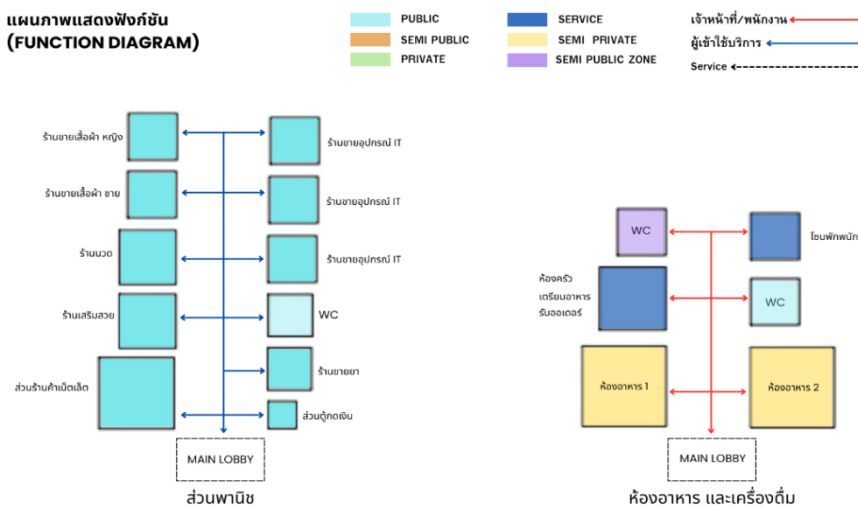 แผนภาพแสดงฟังก์ชัน
(FUNCTION DIAGRAM)
PUBLIC
SEMI PUBLIC
PRIVATE
SERVICE
SEMI PRIVATE
SEMI PUBLIC ZONE
เจ้าหน้าที่/พนักงาน
ผู้เข้าใช้บริการ
Service
ร้านขายเสื้อผ้า หญิง
ร้านขายอุปกรณ์ IT
ร้านขายเสื้อผ้า ชาย
ร้านขายอุปกรณ์ IT
ร้านนวด
ร้านขายอุปกรณ์ IT
ร้านเสริมสวย
WC
ร้านขายยา
ส่วนร้านค้าเบ็ตเล็ต
ส่วนตู้กดเงิน
MAIN LOBBY
ส่วนพานิช
WC
โซนพักพนัก
ห้องครัว
เตรียมอาหาร
รับออเดอร์
WC
ห้องอาหาร 1
ห้องอาหาร 2
MAIN LOBBY
ห้องอาหาร และเครื่องดื่ม